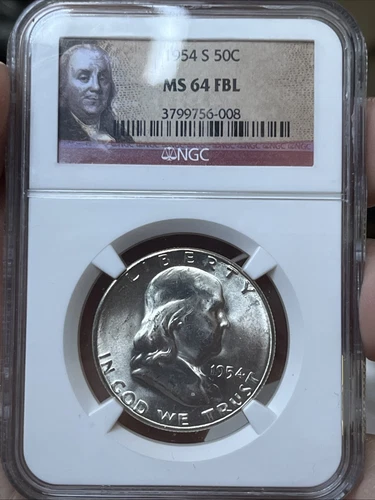 1954 S 50C
MS 64 FBL
3799756-008
NGC
LIBERTY
1954
IN GOD WE TRUST